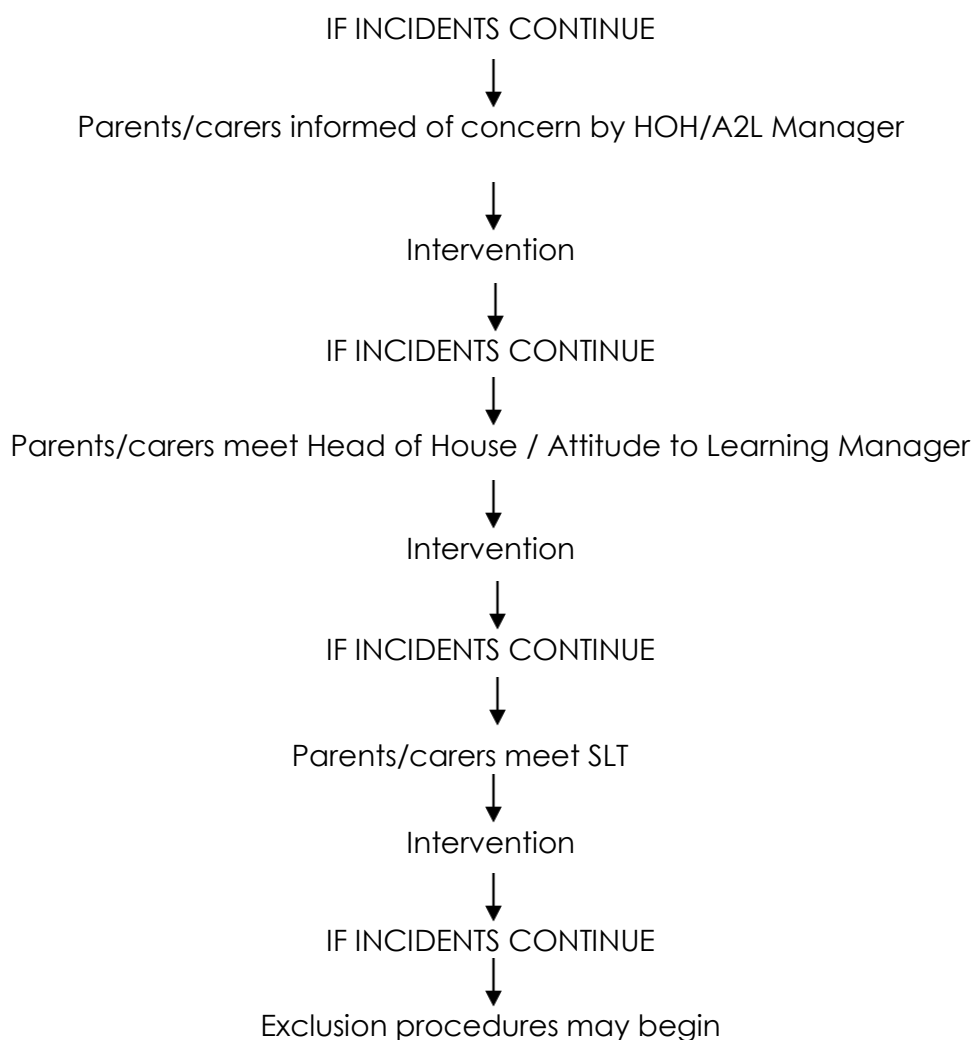 IF INCIDENTS CONTINUE
Parents/carers informed of concern by HOH/A2L Manager
Intervention
IF INCIDENTS CONTINUE
Parents/carers meet Head of House / Attitude to Learning Manager
Intervention
IF INCIDENTS CONTINUE
Parents/carers meet SLT
Intervention
IF INCIDENTS CONTINUE
Exclusion procedures may begin